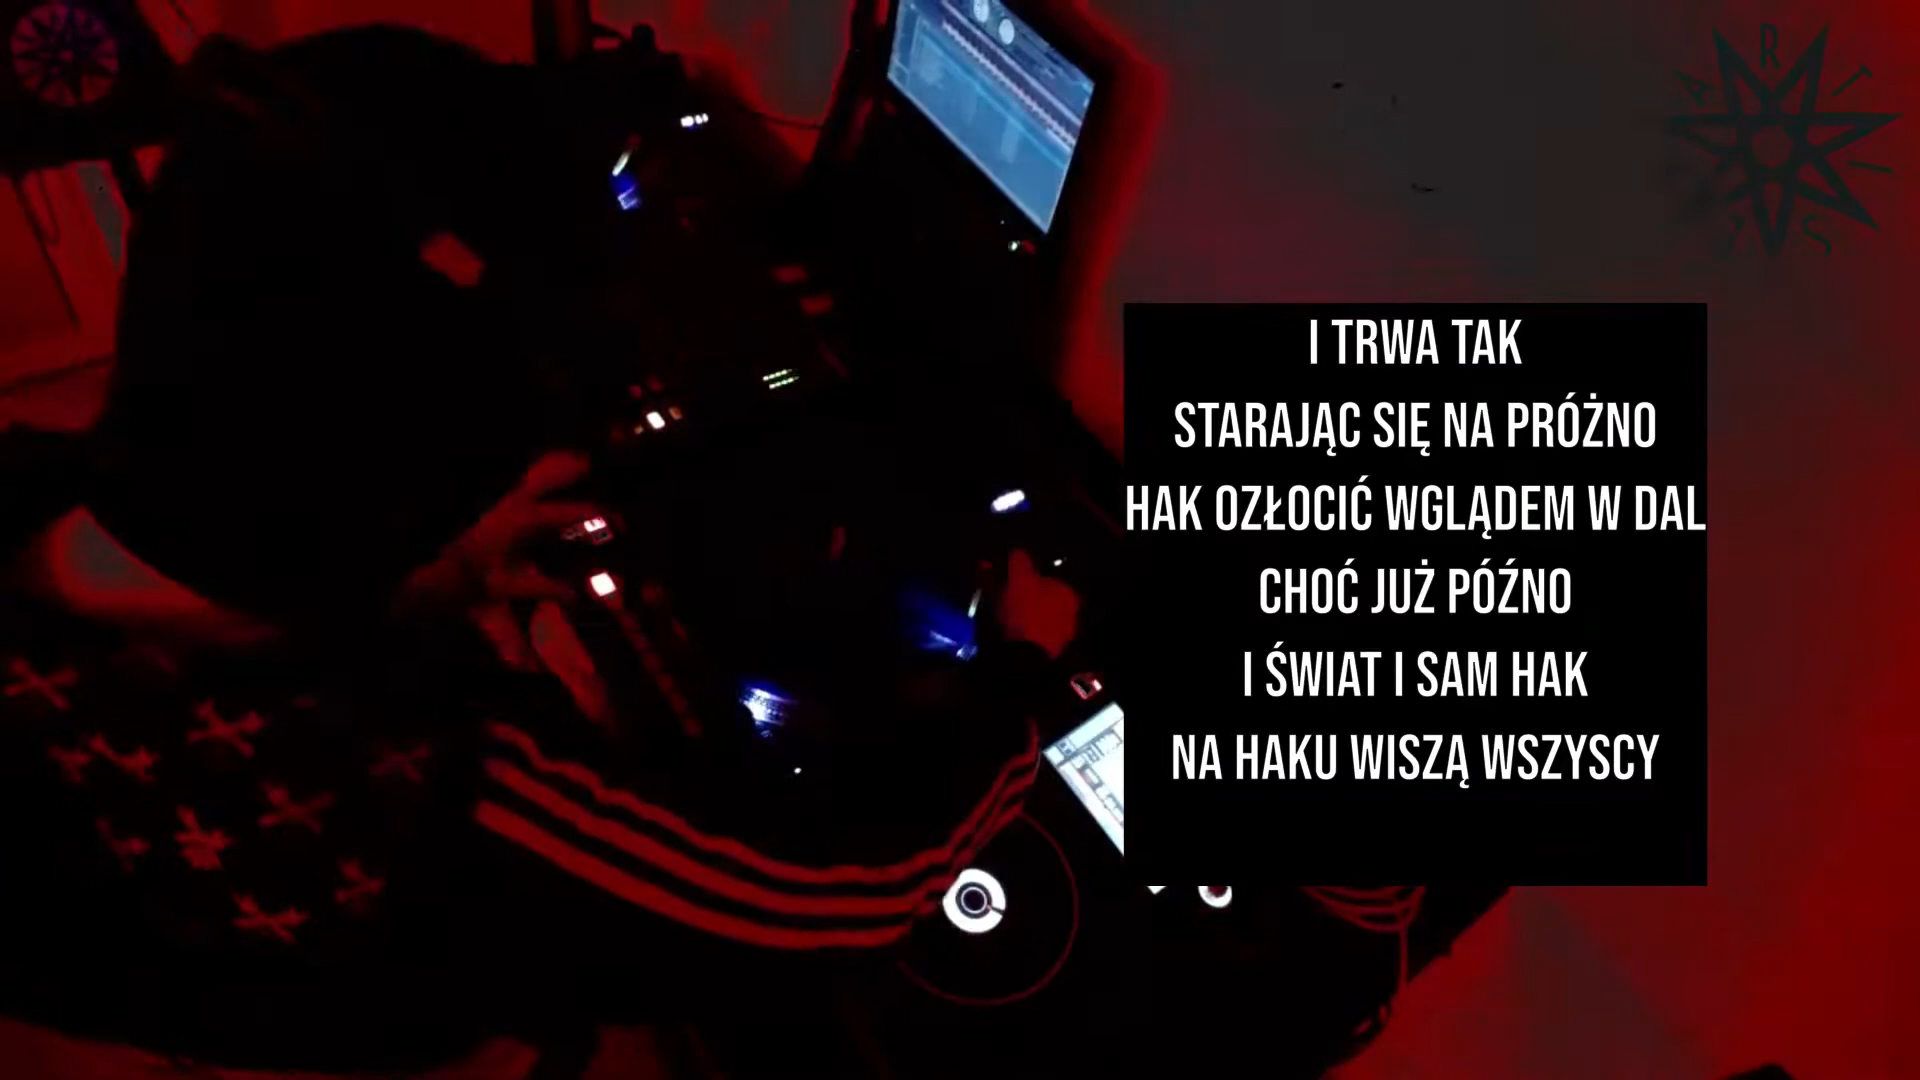 I TRWA TAK
STARAJĄC SIĘ NA PRÓŻNO
HAK OZŁOCIĆ WGLĄDEM W DAL
CHOĆ JUŻ PÓŹNO
I ŚWIAT I SAM HAK
NA HAKU WISZĄ WSZYSCY